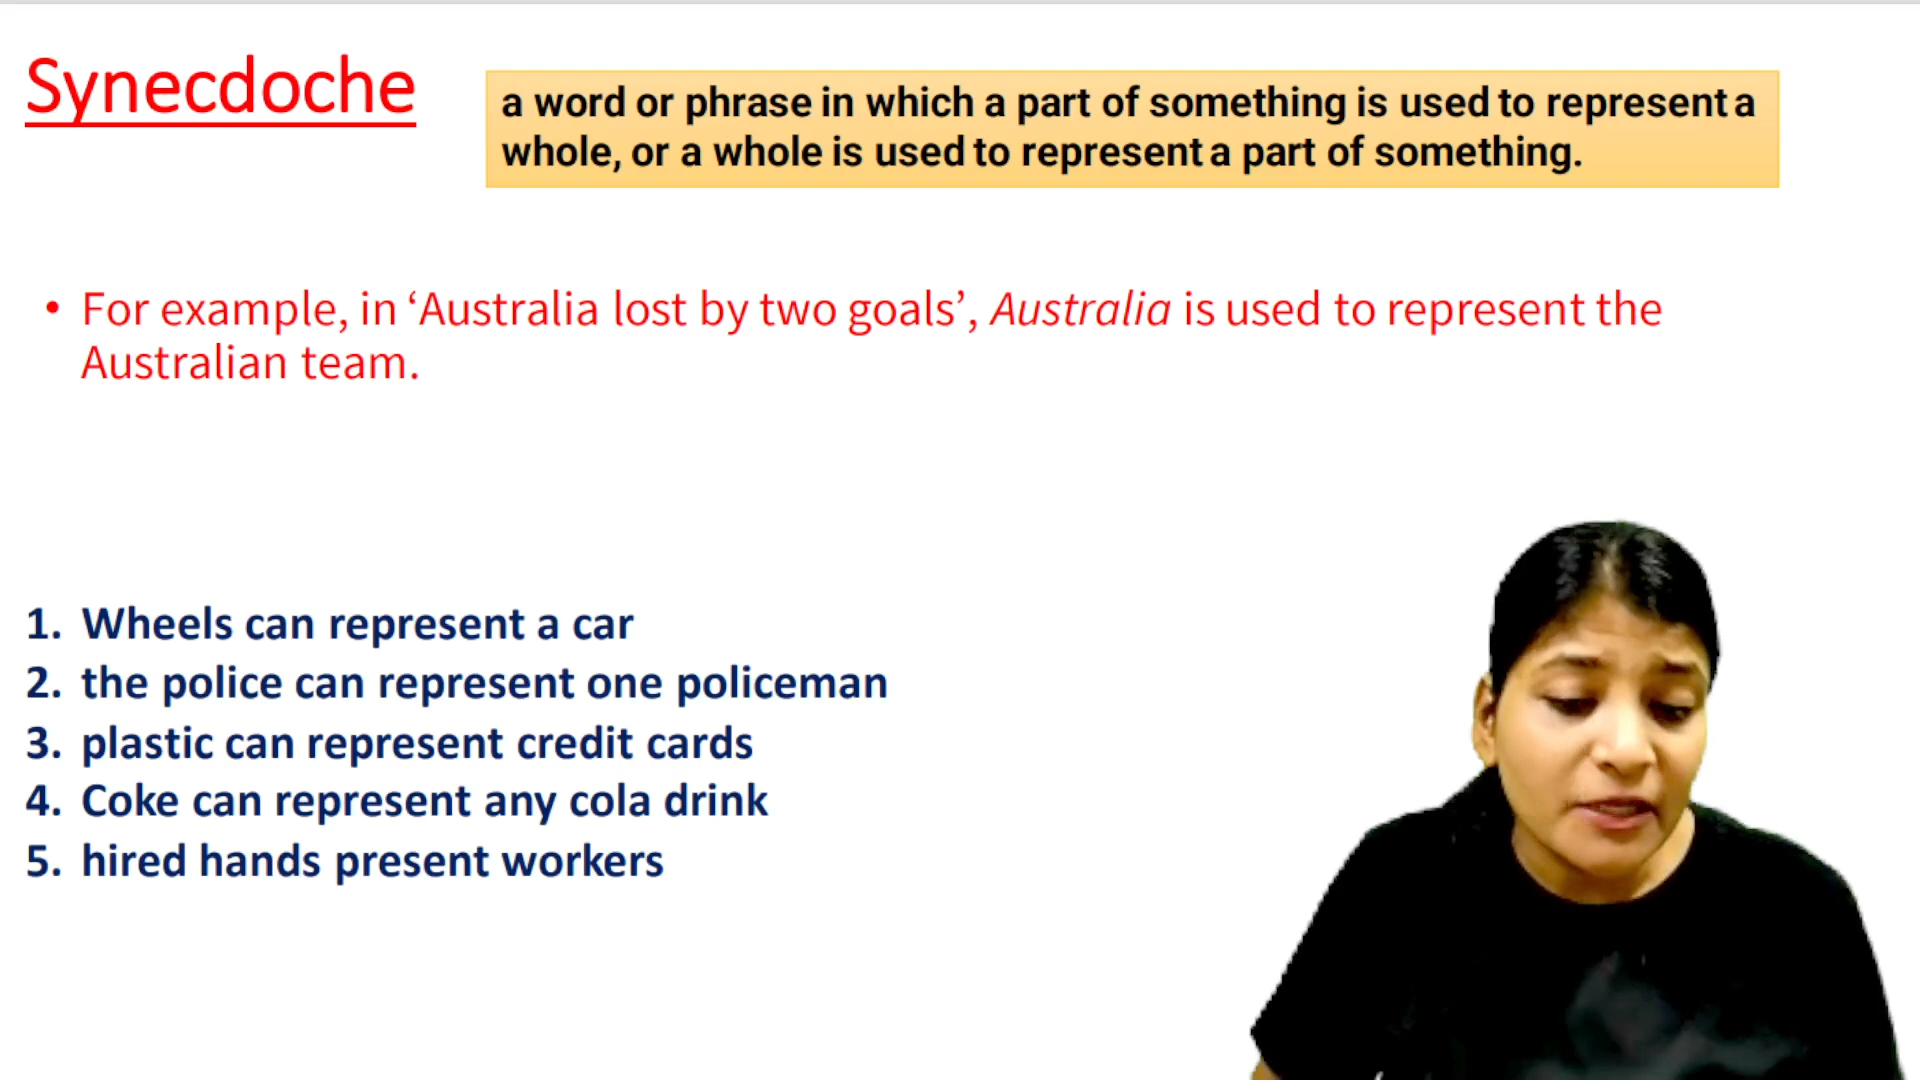 Synecdoche
a word or phrase in which a part of something is used to represent a
whole, or a whole is used to represent a part of something.
• For example, in ‘Australia lost by two goals’, Australia is used to represent the
Australian team.
1. Wheels can represent a car
2. the police can represent one policeman
3. plastic can represent credit cards
4. Coke can represent any cola drink
5. hired hands present workers